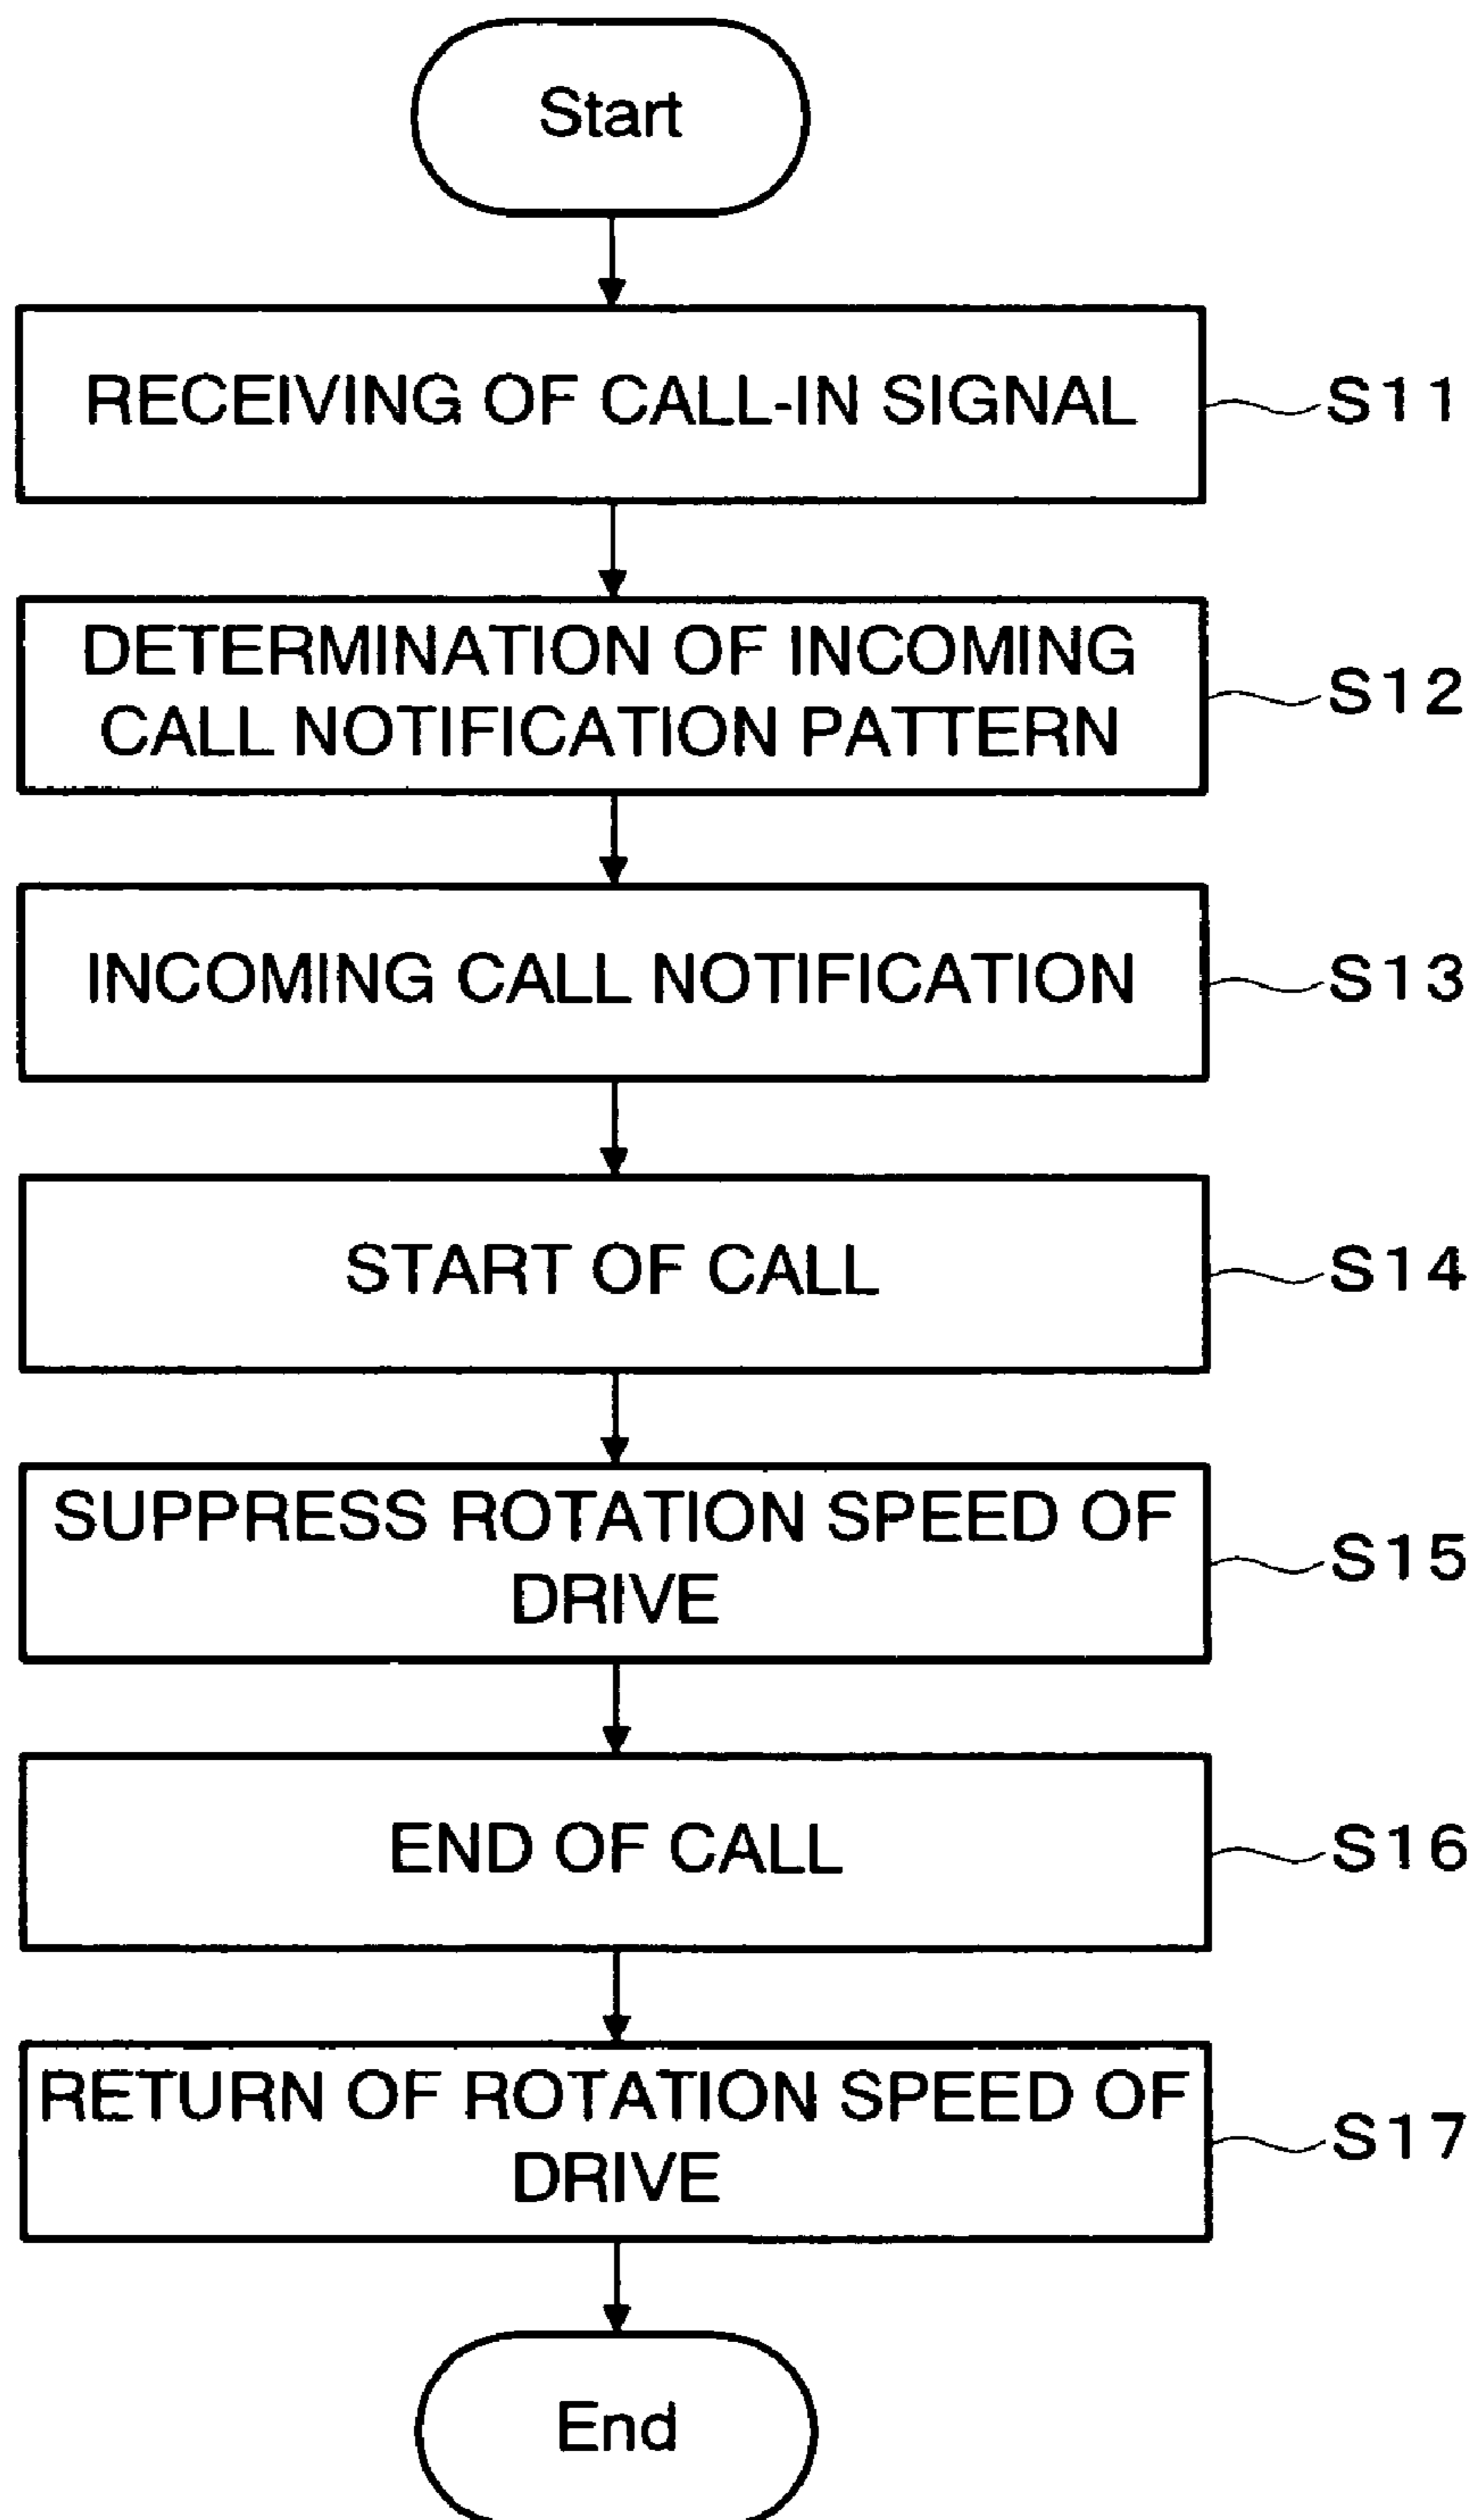 Start
RECEIVING OF CALL-IN SIGNAL
S11
DETERMINATION OF INCOMING
CALL NOTIFICATION PATTERN
S12
INCOMING CALL NOTIFICATION
S13
START OF CALL
S14
SUPPRESS ROTATION SPEED OF
DRIVE
S15
END OF CALL
S16
RETURN OF ROTATION SPEED OF
DRIVE
S17
End